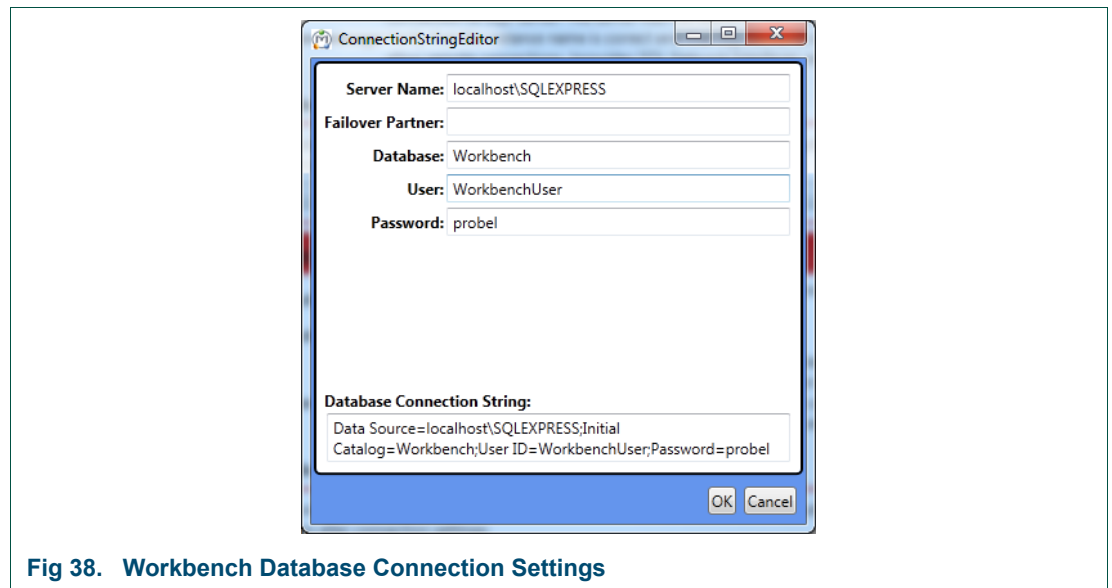 ConnectionStringEditor
Server Name: localhost\SQLEXPRESS
Failover Partner:
Database: Workbench
User: WorkbenchUser
Password: probel
Database Connection String:
Data Source=localhost\SQLEXPRESS;Initial
Catalog=Workbench;User ID=WorkbenchUser;Password=probel
OK Cancel
Fig 38. Workbench Database Connection Settings